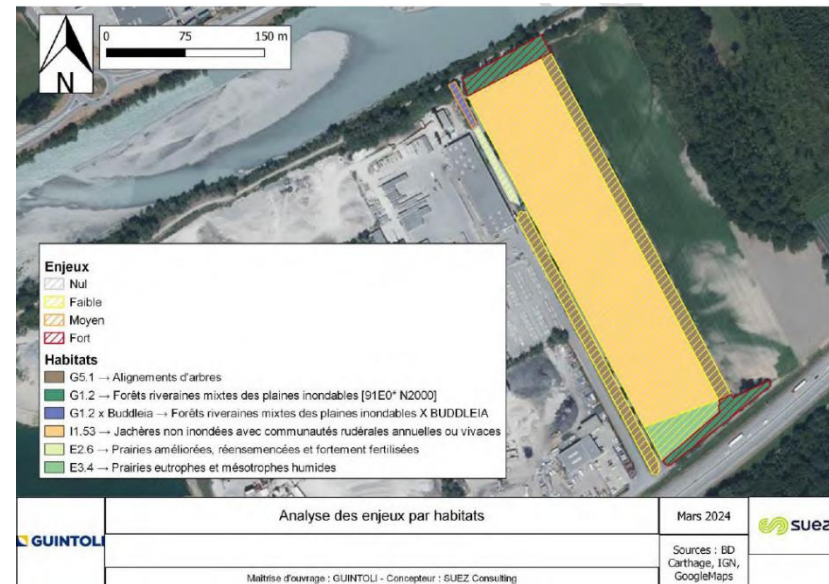 0 75 150 m
N
Enjeux
Nul
Faible
Moyen
Fort
Habitats
G5.1 → Alignements d'arbres
G1.2 → Forêts riveraines mixtes des plaines inondables [91E0* N2000]
G1.2 x Buddleia → Forêts riveraines mixtes des plaines inondables X BUDDLEIA
I1.53 → Jachères non inondées avec communautés rudérales annuelles ou vivaces
E2.6 → Prairies améliorées, réensemencées et fortement fertilisées
E3.4 → Prairies eutrophes et mésotrophes humides
GUINTOLI
Analyse des enjeux par habitats
Maîtrise d'ouvrage : GUINTOLI - Concepteur : SUEZ Consulting
Mars 2024
Sources : BD
Carthage, IGN,
GoogleMaps
suez